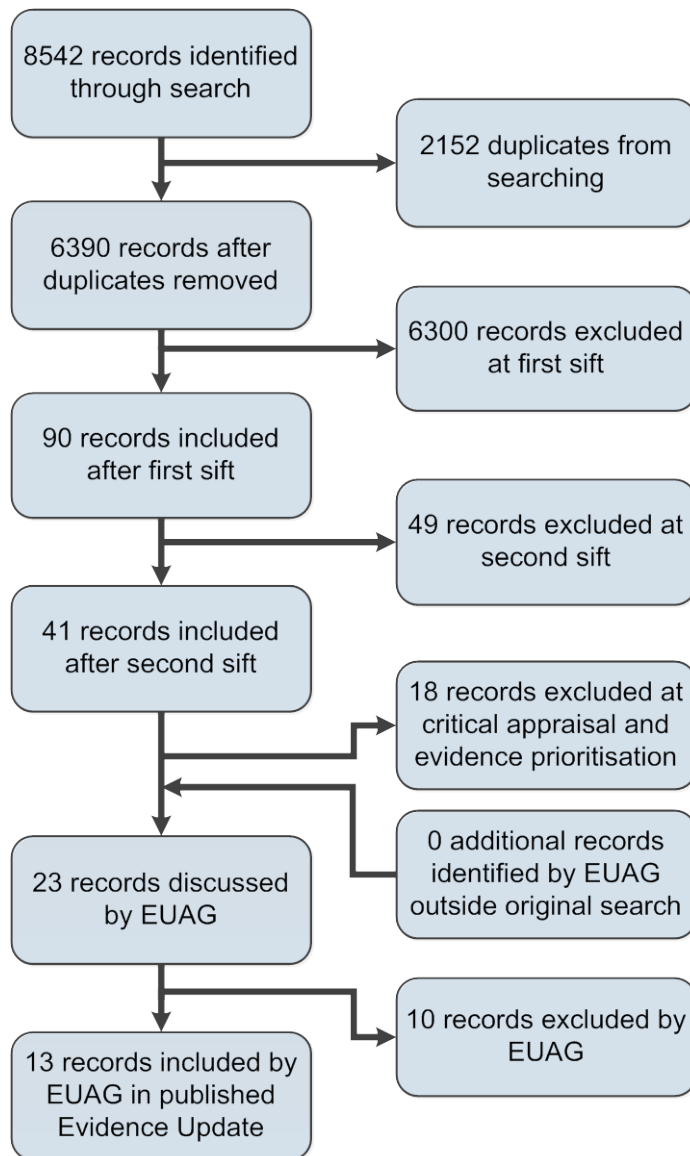 8542 records identified
through search
2152 duplicates from
searching
6390 records after
duplicates removed
6300 records excluded
at first sift
90 records included
after first sift
49 records excluded at
second sift
41 records included
after second sift
18 records excluded at
critical appraisal and
evidence prioritisation
0 additional records
identified by EUAG
outside original search
23 records discussed
by EUAG
10 records excluded by
EUAG
13 records included by
EUAG in published
Evidence Update